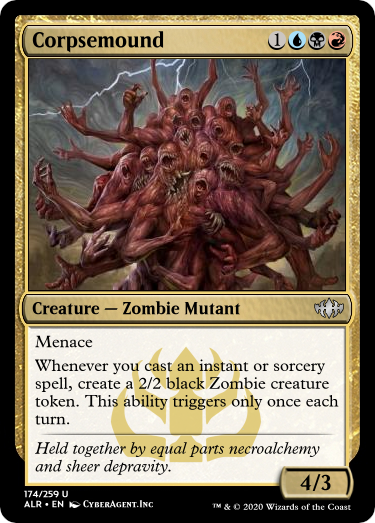 Corpsemound 1
Creature — Zombie Mutant
Menace
Whenever you cast an instant or sorcery
spell, create a 2/2 black Zombie creature
token. This ability triggers only once each
turn.
Held together by equal parts necroalchemy
and sheer depravity.
4/3
174/259 U
ALR • EN CyberAgent.Inc
™ & © 2020 Wizards of the Coast